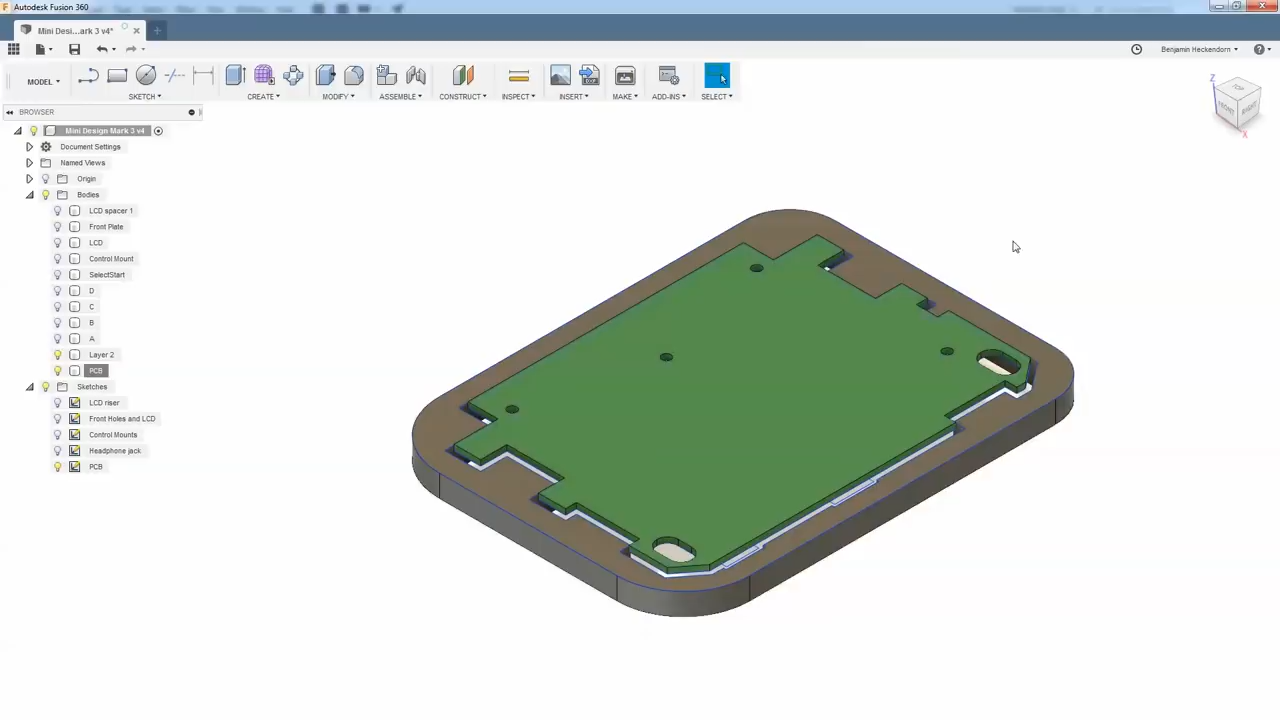 Autodesk Fusion 360
Mini Desi...ark 3 v4*
Benjamin Heckendorn
MODEL
SKETCH
CREATE
MODIFY
ASSEMBLE
CONSTRUCT
INSPECT
INSERT
MAKE
ADD-INS
SELECT
BROWSER
Mini Design Mark 3 v4
Document Settings
Named Views
Origin
Bodies
LCD spacer 1
Front Plate
LCD
Control Mount
SelectStart
D
C
B
A
Layer 2
PCB
Sketches
LCD riser
Front Holes and LCD
Control Mounts
Headphone jack
PCB
Z
TOP
FRONT
RIGHT
X